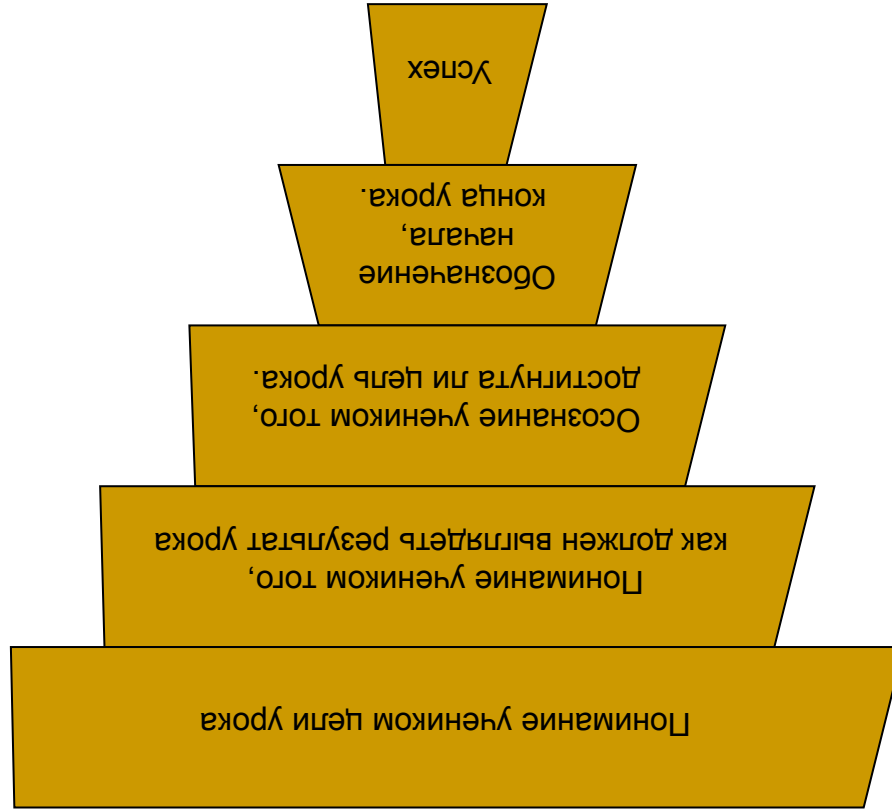 Понимание учеником цели урока
Понимание учеником того,
как должен выглядеть результат урока
Осознание учеником того,
достигнута ли цель урока.
Обозначение
начала,
конца урока.
Успех